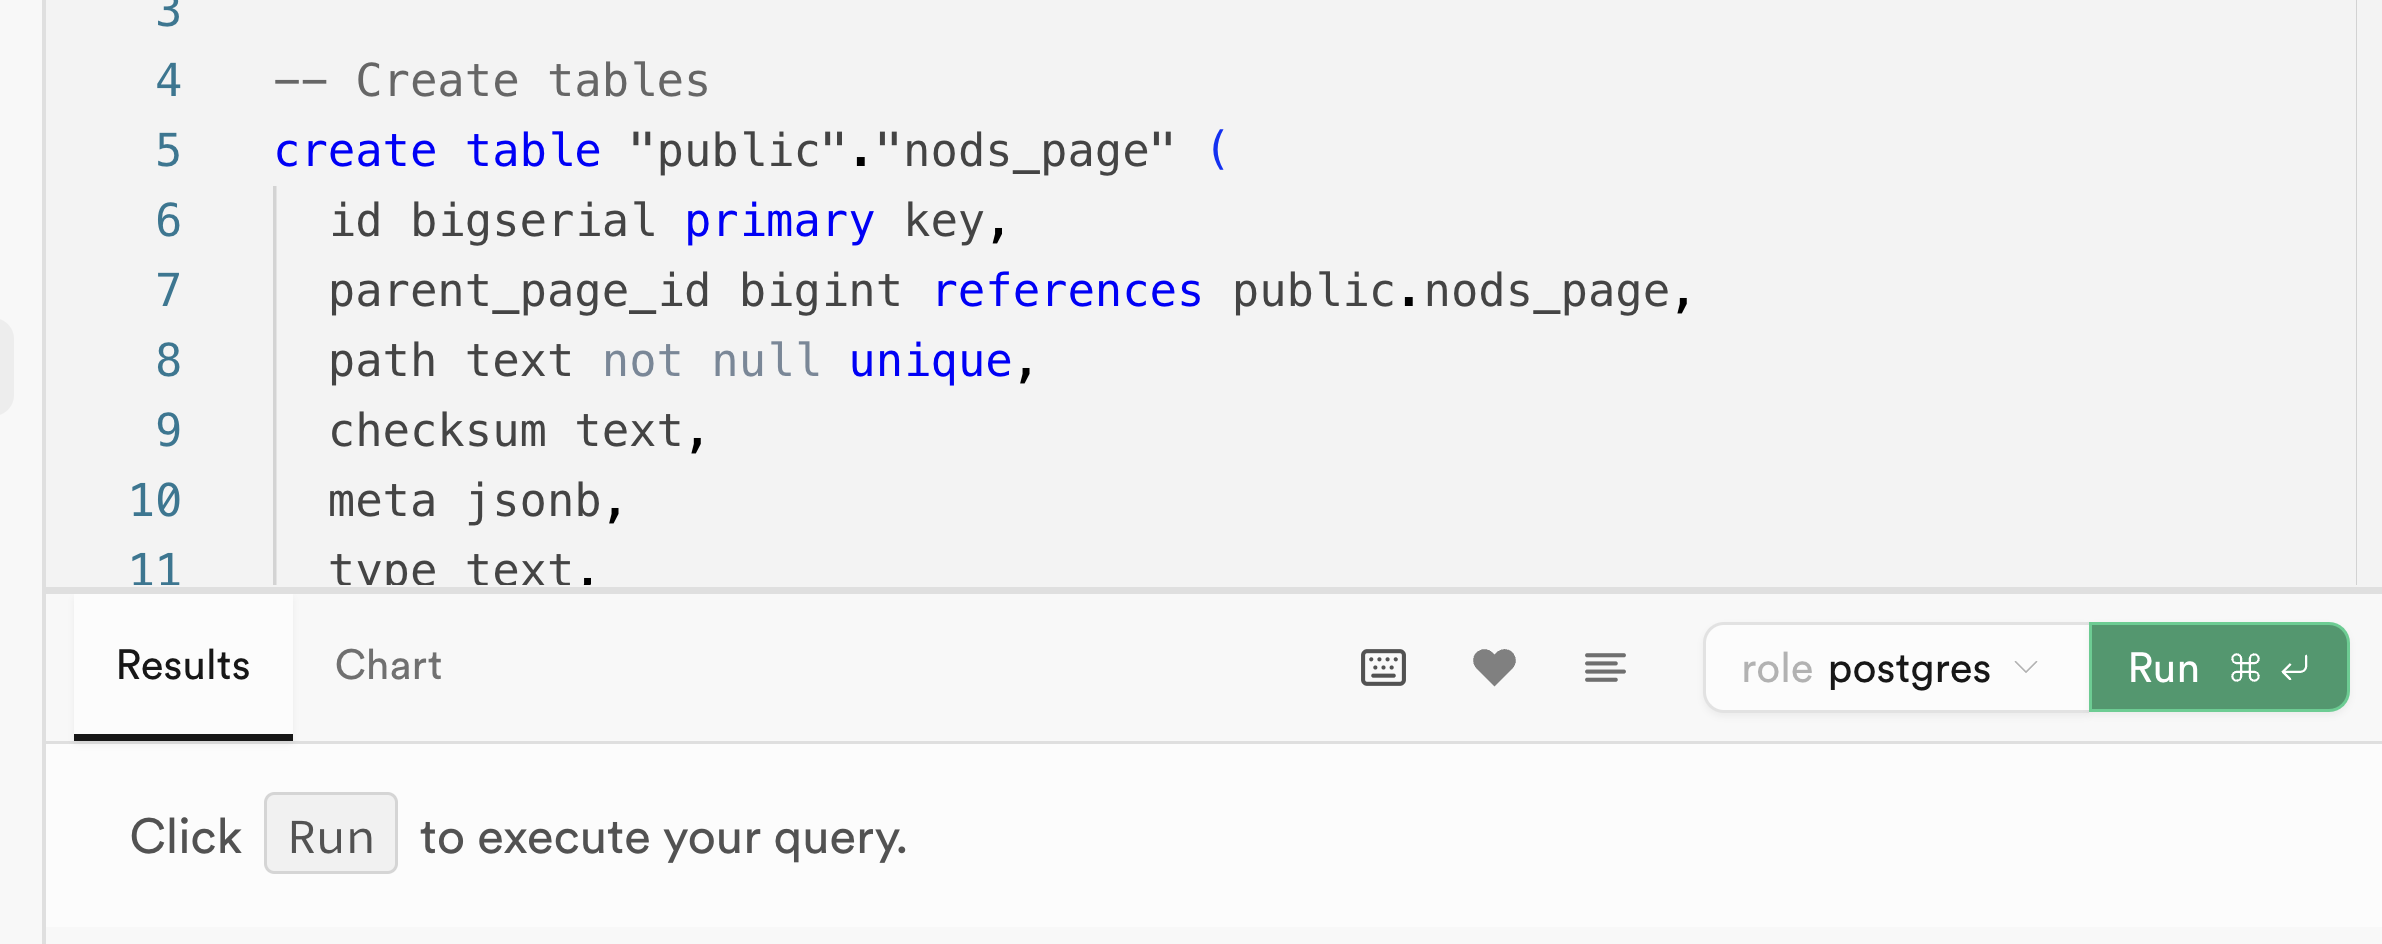 3
4 -- Create tables
5 create table "public"."nods_page" (
6 id bigserial primary key,
7 parent_page_id bigint references public.nods_page,
8 path text not null unique,
9 checksum text,
10 meta jsonb,
11 type text,
Results Chart role postgres Run ⌘ ↵
Click Run to execute your query.